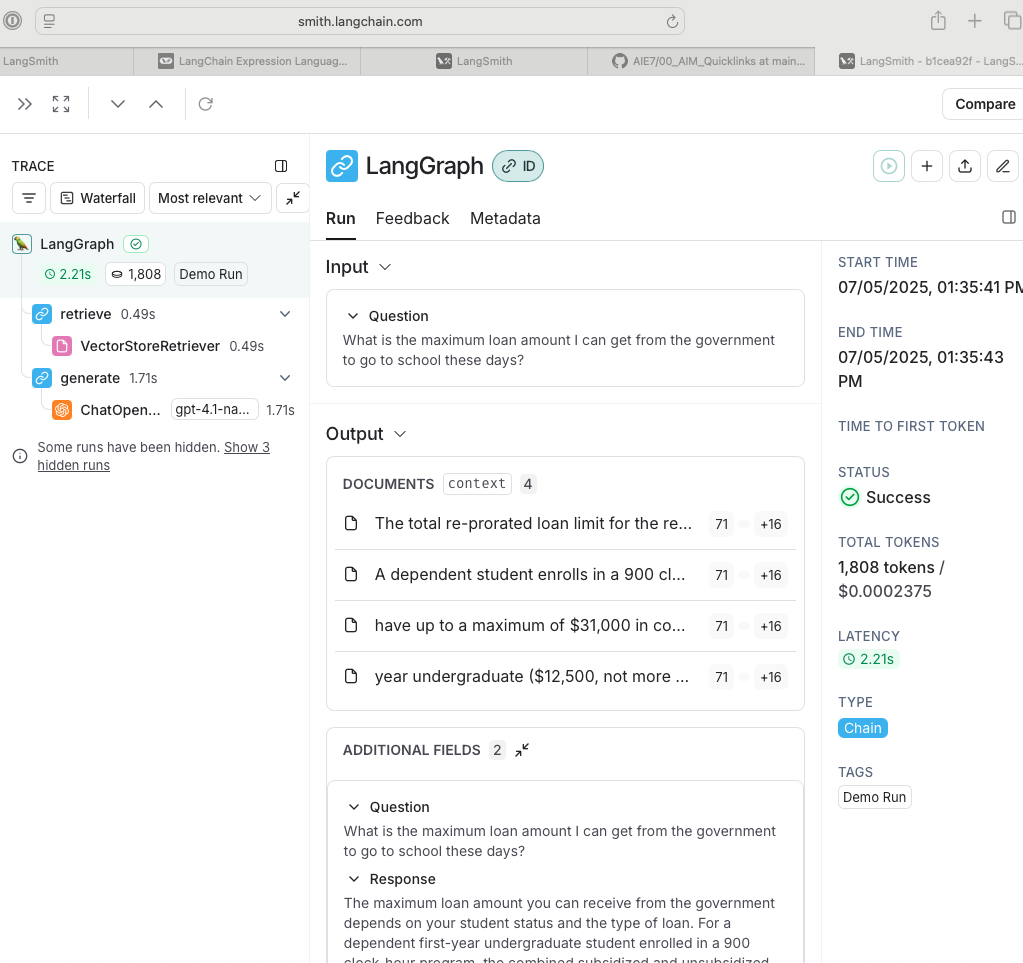 smith.langchain.com
LangSmith
LangChain Expression Languag...
LangSmith
AIE7/00_AIM_Quicklinks at main...
LangSmith - b1cea92f - LangS...
Compare
TRACE
Waterfall
Most relevant
LangGraph
2.21s
1,808
Demo Run
retrieve 0.49s
VectorStoreRetriever 0.49s
generate 1.71s
ChatOpen... gpt-4.1-na... 1.71s
Some runs have been hidden. Show 3
hidden runs
LangGraph
ID
Run
Feedback
Metadata
Input
Question
What is the maximum loan amount I can get from the government
to go to school these days?
Output
DOCUMENTS context 4
The total re-prorated loan limit for the re... 71 +16
A dependent student enrolls in a 900 cl... 71 +16
have up to a maximum of $31,000 in co... 71 +16
year undergraduate ($12,500, not more ... 71 +16
ADDITIONAL FIELDS 2
Question
What is the maximum loan amount I can get from the government
to go to school these days?
Response
The maximum loan amount you can receive from the government
depends on your student status and the type of loan. For a
dependent first-year undergraduate student enrolled in a 900
clock-hour program, the combined subsidized and unsubsidized
START TIME
07/05/2025, 01:35:41 PM
END TIME
07/05/2025, 01:35:43
PM
TIME TO FIRST TOKEN
STATUS
Success
TOTAL TOKENS
1,808 tokens /
$0.0002375
LATENCY
2.21s
TYPE
Chain
TAGS
Demo Run